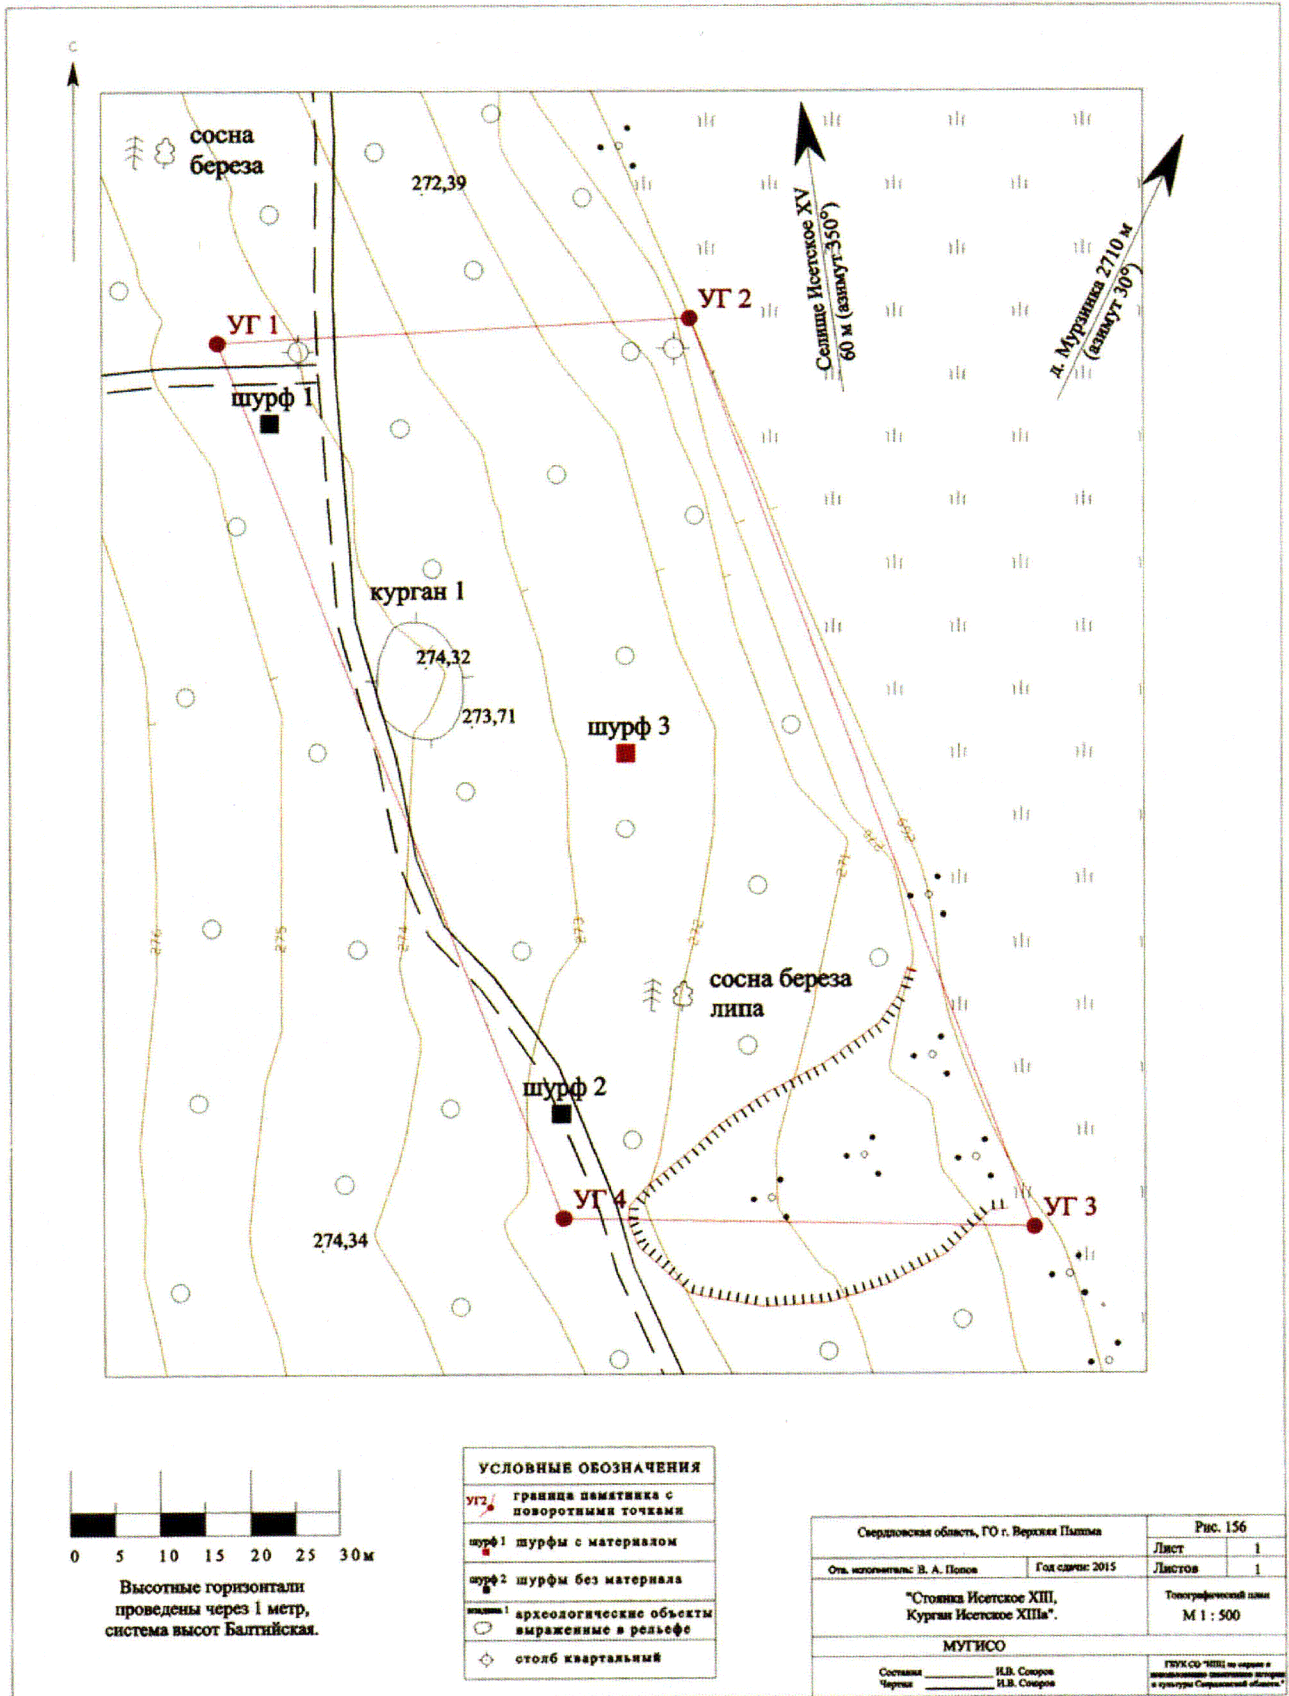 С
сосна
береза
272,39
Селище Исетское XV
60 м (азимут 350°)
д. Мурзинка 2710 м
(азимут 30°)
УГ 1
УГ 2
шурф 1
курган 1
274,32
273,71
шурф 3
276
275
274
273
272
271
270
269
сосна береза
липа
шурф 2
УГ 4
УГ 3
274,34
0 5 10 15 20 25 30м
Высотные горизонтали
проведены через 1 метр,
система высот Балтийская.
УСЛОВНЫЕ ОБОЗНАЧЕНИЯ
УГ2 граница памятника с
поворотными точками
шурф 1 шурфы с материалом
шурф 2 шурфы без материала
впадина 1 археологические объекты
выраженные в рельефе
столб квартальный
Свердловская область, ГО г. Верхняя Пышма
Рис. 156
Лист 1
Отв. исполнитель: В. А. Попов Год сдачи: 2015
Листов 1
"Стоянка Исетское XIII,
Курган Исетское XIIIa".
Топографический план
М 1 : 500
МУГИСО
Составил И.В.
Чертил И.В.